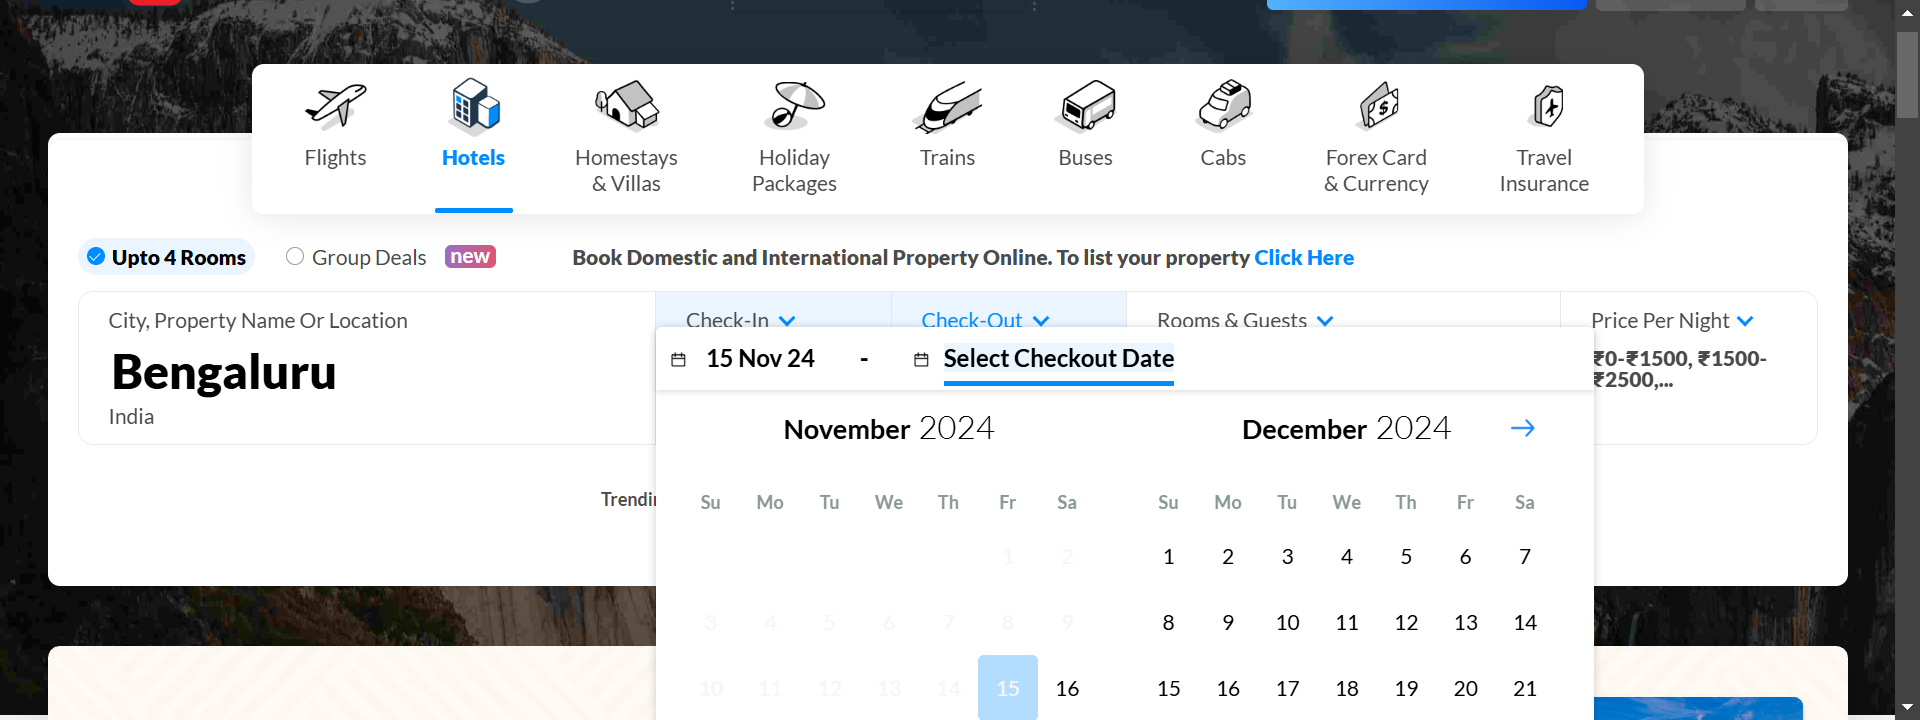 Flights
Hotels
Homestays
& Villas
Holiday
Packages
Trains
Buses
Cabs
Forex Card
& Currency
Travel
Insurance
Upto 4 Rooms
Group Deals
new
Book Domestic and International Property Online. To list your property Click Here
City, Property Name Or Location
Bengaluru
India
Check-In
Check-Out
Rooms & Guests
Price Per Night
₹0-₹1500, ₹1500-
₹2500,...
15 Nov 24 - Select Checkout Date
November 2024
Su Mo Tu We Th Fr Sa
1 2
3 4 5 6 7 8 9
10 11 12 13 14 15 16
December 2024
Su Mo Tu We Th Fr Sa
1 2 3 4 5 6 7
8 9 10 11 12 13 14
15 16 17 18 19 20 21